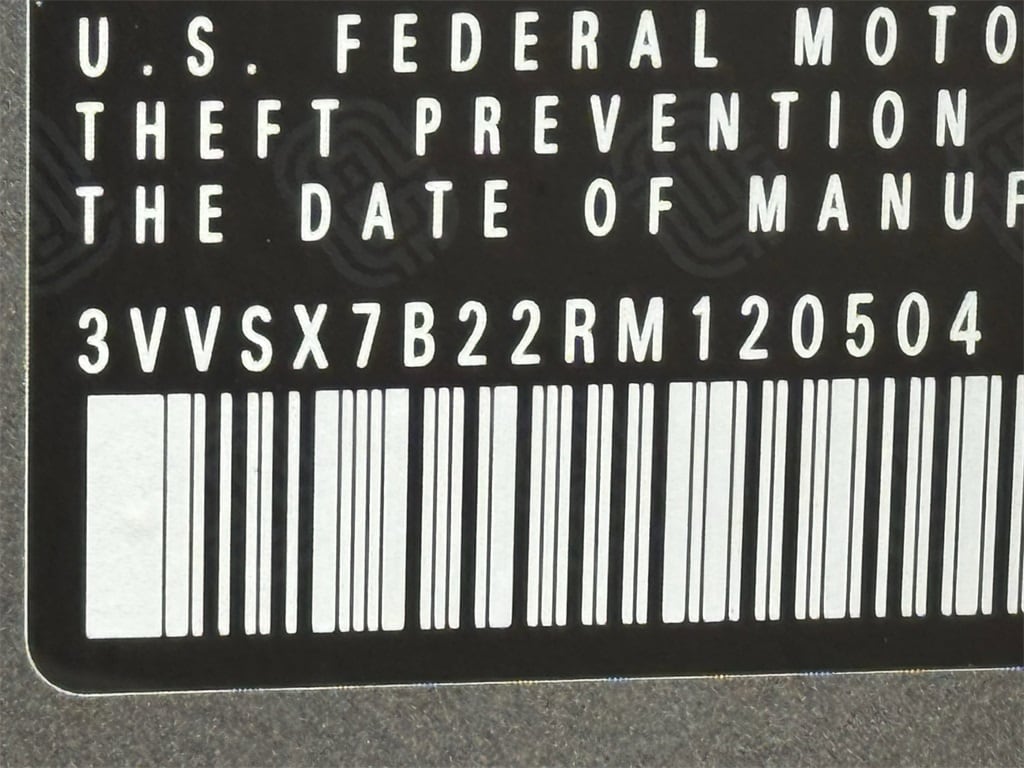 U.S. FEDERAL MOTO
THEFT PREVENTION
THE DATE OF MANUF
3VVSX7B22RM120504